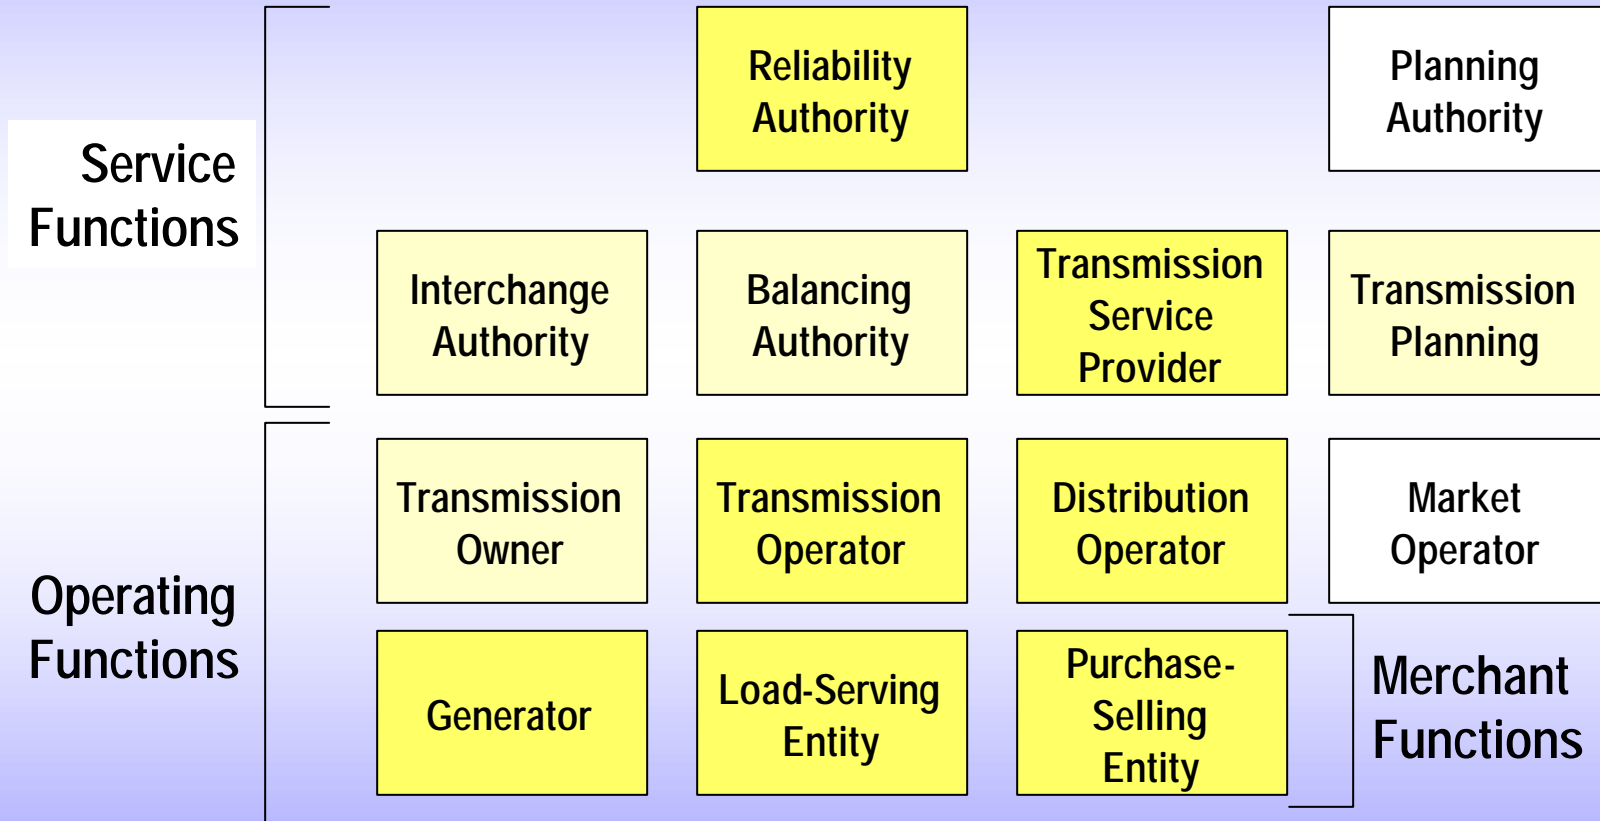 Reliability
Authority
Planning
Authority
Service
Functions
Interchange
Authority
Balancing
Authority
Transmission
Service
Provider
Transmission
Planning
Transmission
Owner
Transmission
Operator
Distribution
Operator
Market
Operator
Operating
Functions
Generator
Load-Serving
Entity
Purchase-
Selling
Entity
Merchant
Functions